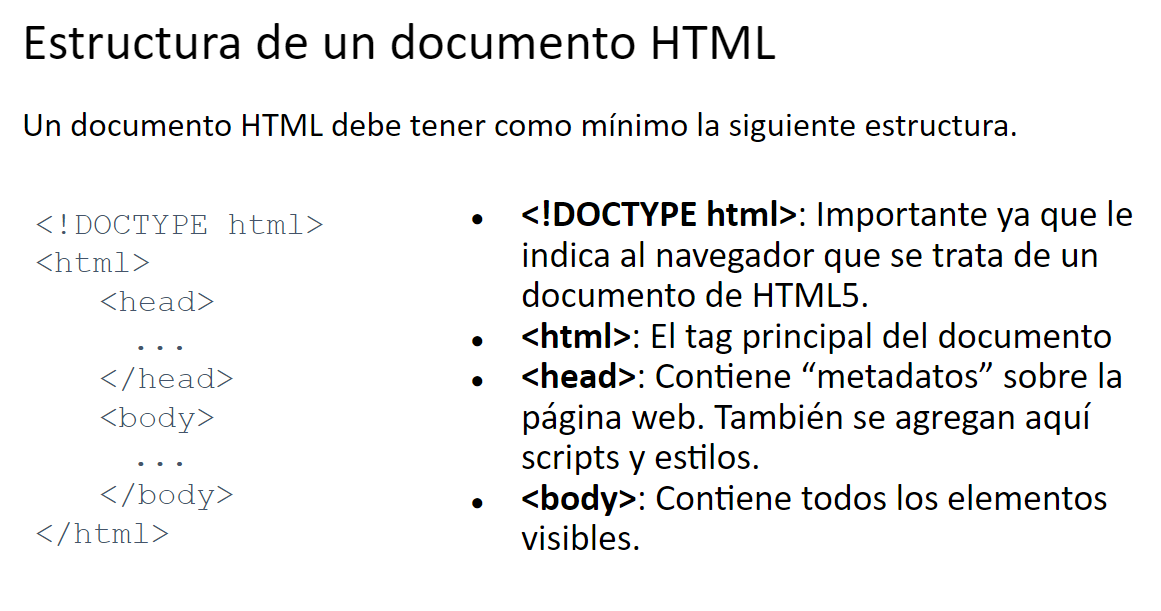 Estructura de un documento HTML
Un documento HTML debe tener como mínimo la siguiente estructura.
<!DOCTYPE html>
<html>
<head>
...
</head>
<body>
...
</body>
</html>
• <!DOCTYPE html>: Importante ya que le
indica al navegador que se trata de un
documento de HTML5.
• <html>: El tag principal del documento
• <head>: Contiene “metadatos” sobre la
página web. También se agregan aquí
scripts y estilos.
• <body>: Contiene todos los elementos
visibles.